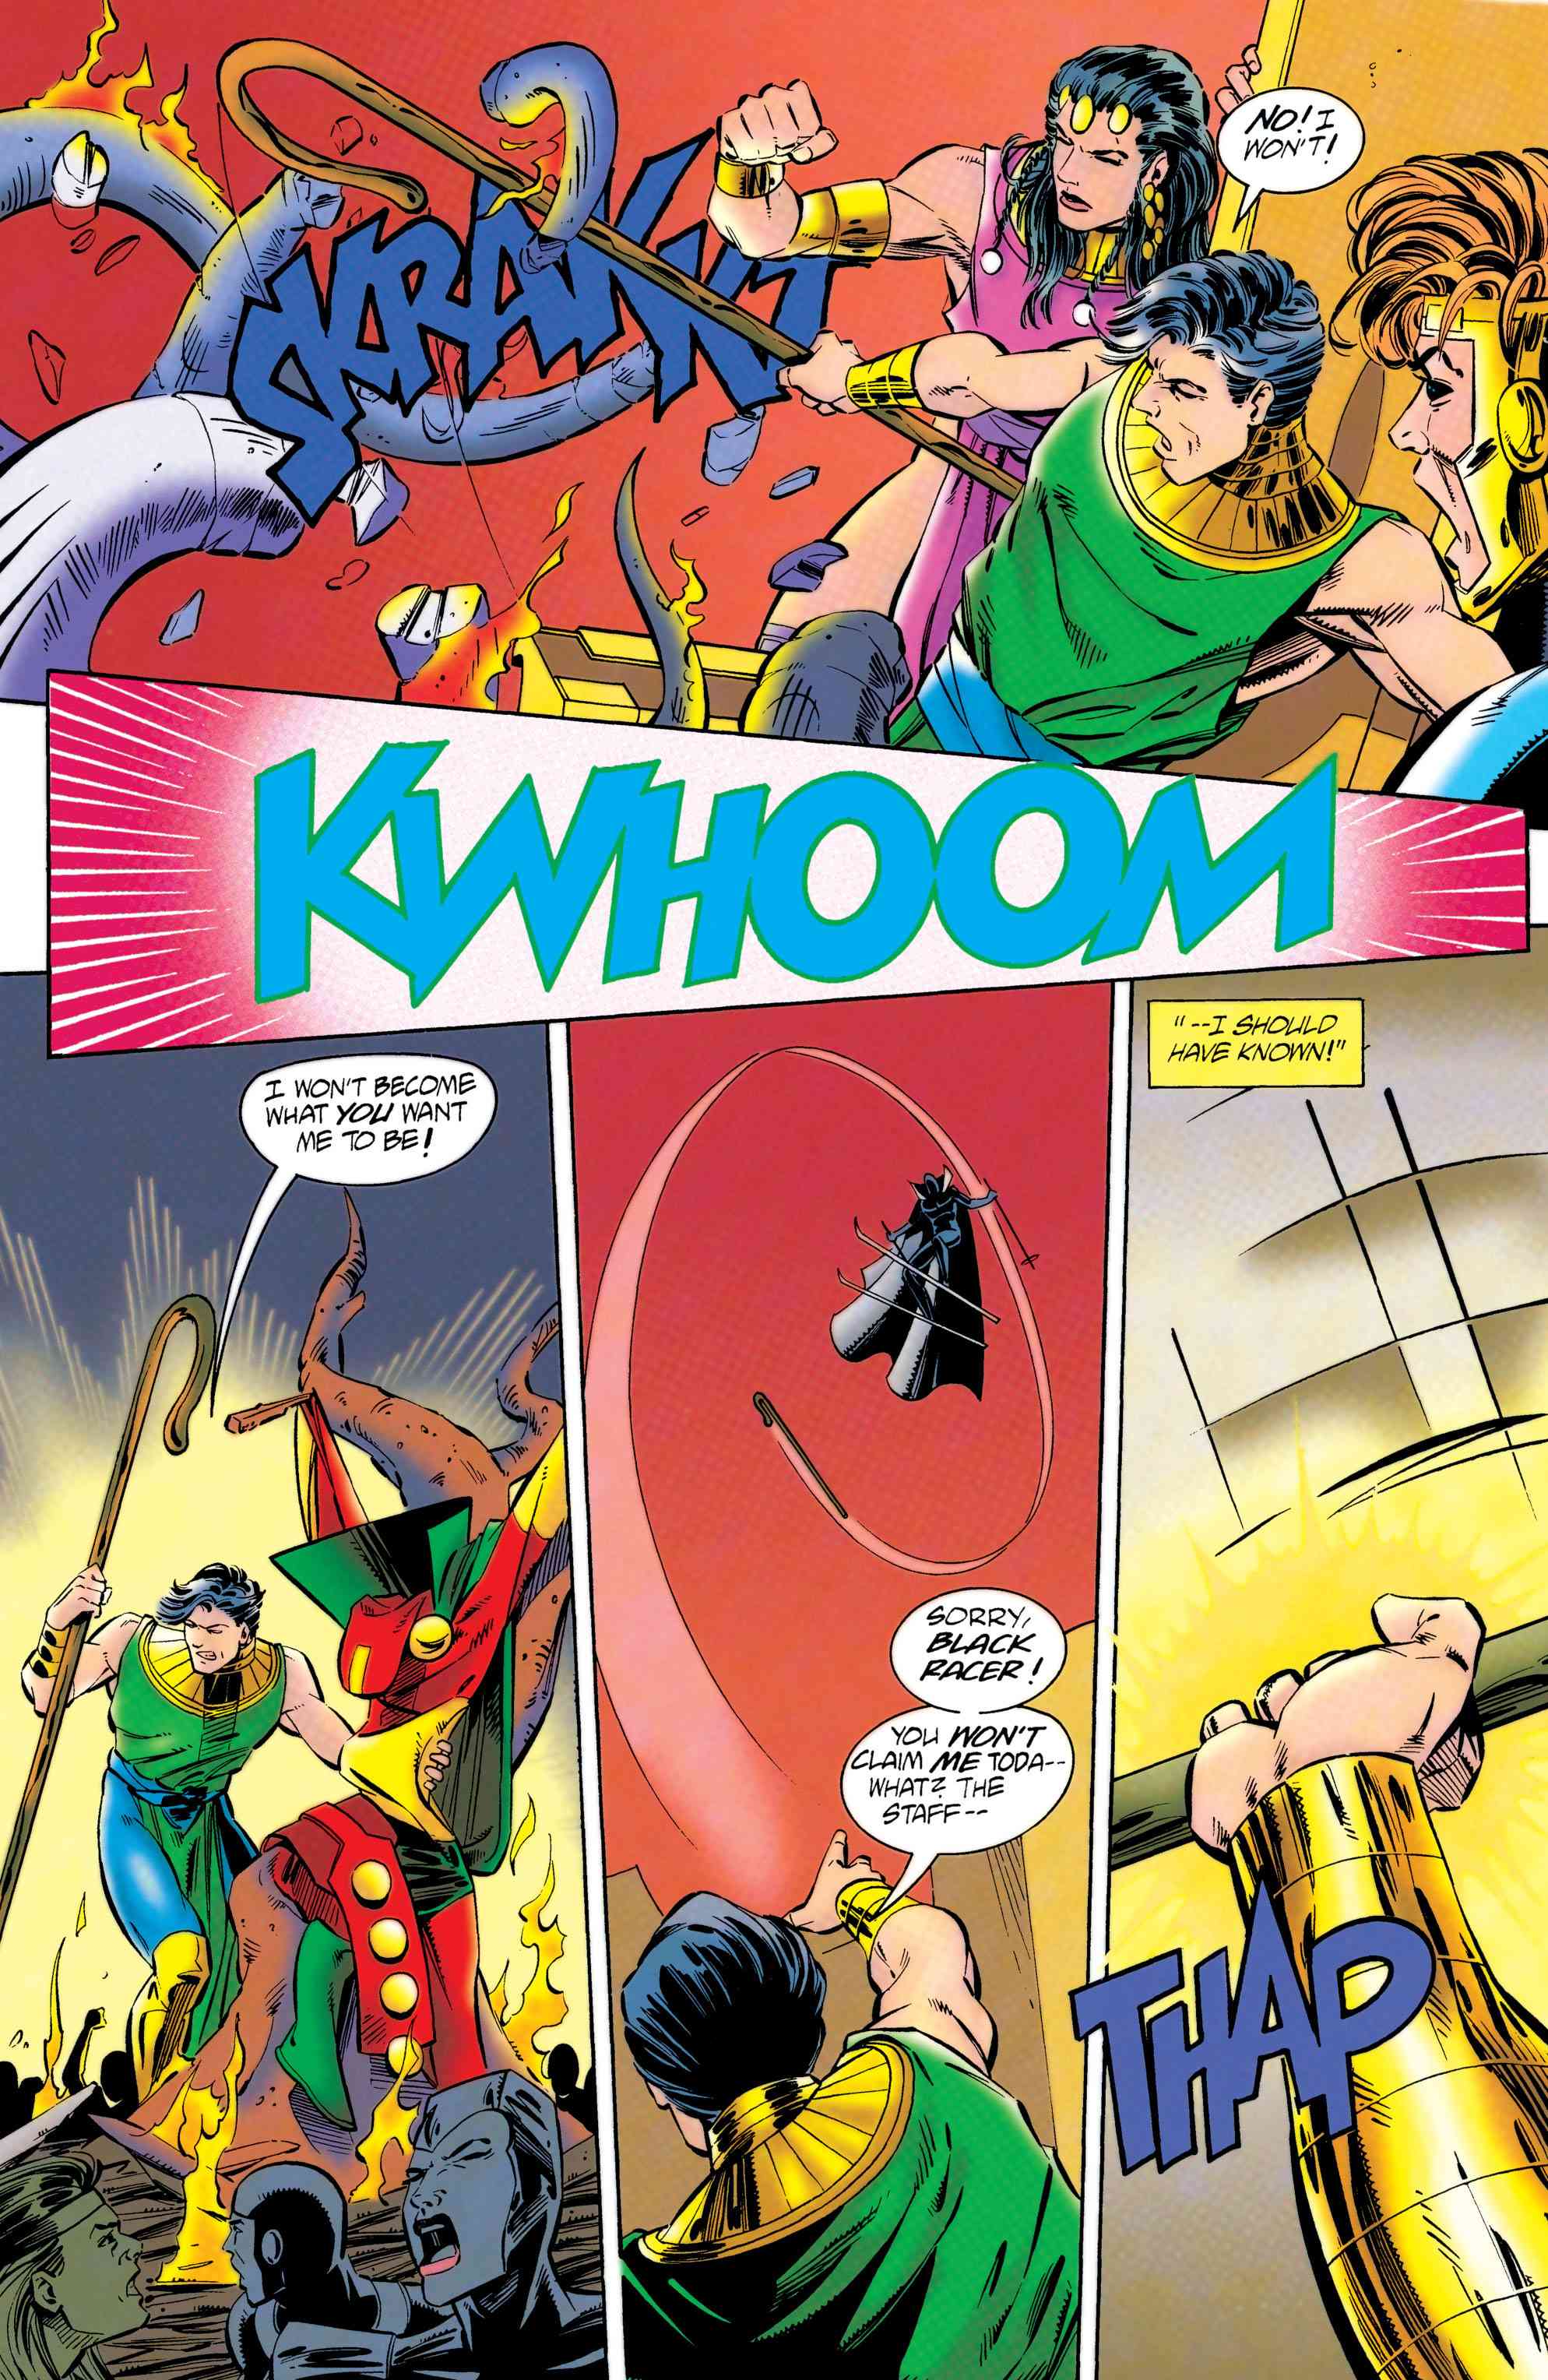 NO! I
WON'T!
KRAKNT
KWHOOM
I WON'T BECOME
WHAT YOU WANT
ME TO BE!
SORRY,
BLACK
RACER!
YOU WON'T
CLAIM ME TODA--
WHAT? THE
STAFF--
"--I SHOULD
HAVE KNOWN!"
THAP